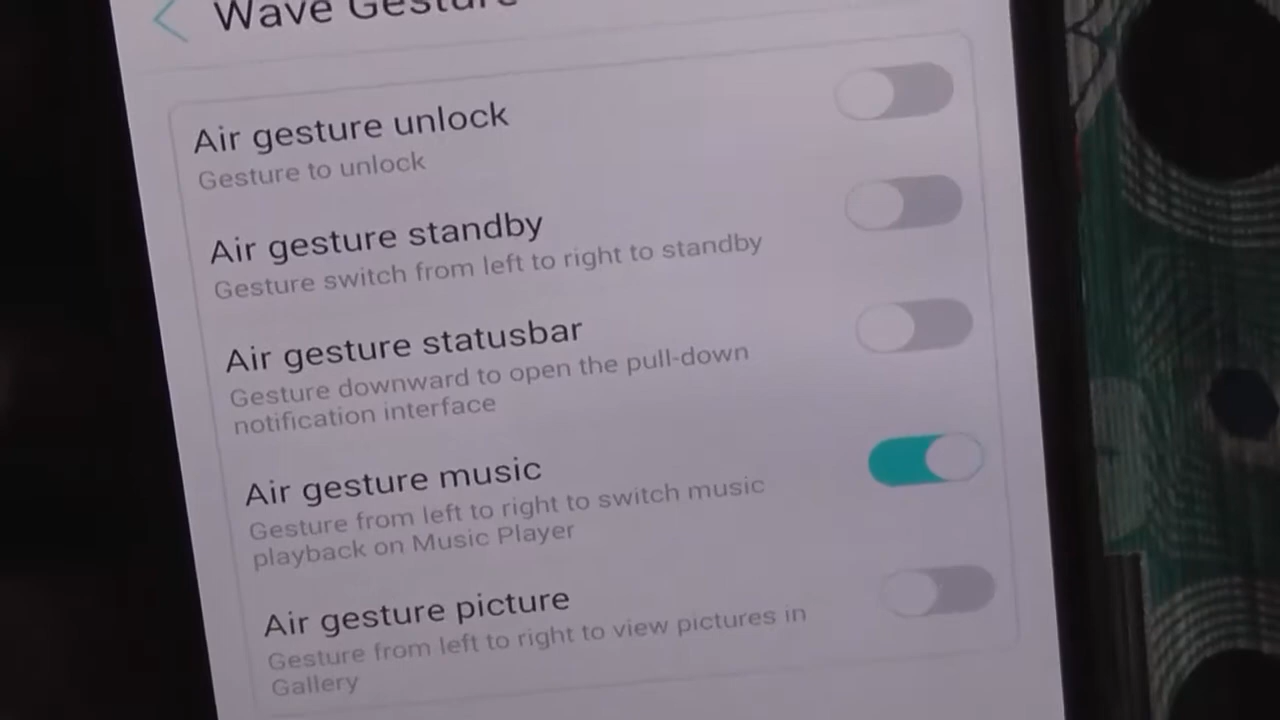 Wave Gesture
Air gesture unlock
Gesture to unlock
Air gesture standby
Gesture switch from left to right to standby
Air gesture statusbar
Gesture downward to open the pull-down
notification interface
Air gesture music
Gesture from left to right to switch music
playback on Music Player
Air gesture picture
Gesture from left to right to view pictures in
Gallery